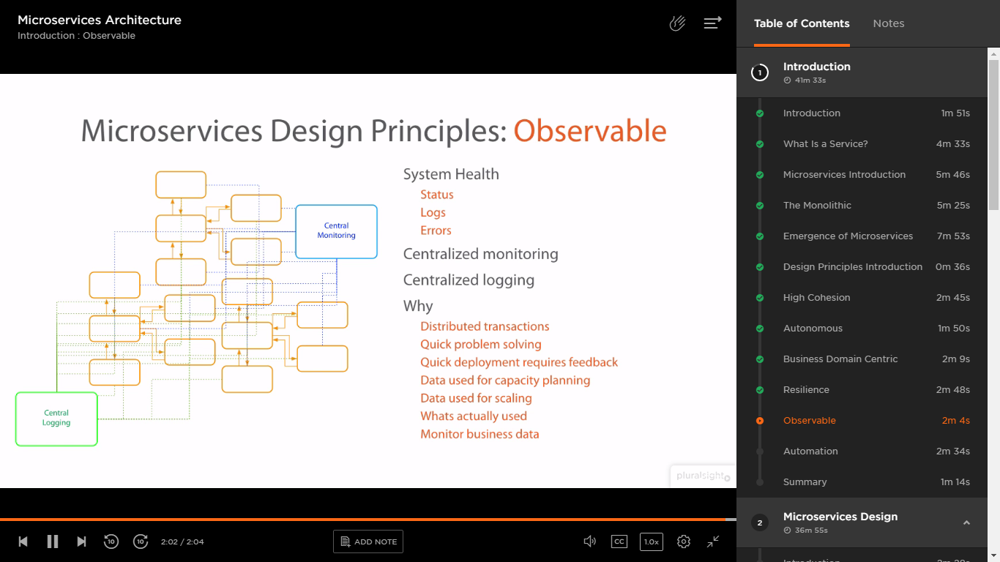 Microservices Architecture
Introduction : Observable
Microservices Design Principles: Observable
Central
Monitoring
Central
Logging
System Health
Status
Logs
Errors
Centralized monitoring
Centralized logging
Why
Distributed transactions
Quick problem solving
Quick deployment requires feedback
Data used for capacity planning
Data used for scaling
Whats actually used
Monitor business data
pluralsight
10 10 2:02 / 2:04 ADD NOTE CC 1.0x
Table of Contents Notes
1 Introduction
41m 33s
Introduction 1m 51s
What Is a Service? 4m 33s
Microservices Introduction 5m 46s
The Monolithic 5m 25s
Emergence of Microservices 7m 53s
Design Principles Introduction 0m 36s
High Cohesion 2m 45s
Autonomous 1m 50s
Business Domain Centric 2m 9s
Resilience 2m 48s
Observable 2m 4s
Automation 2m 34s
Summary 1m 14s
2 Microservices Design
36m 55s